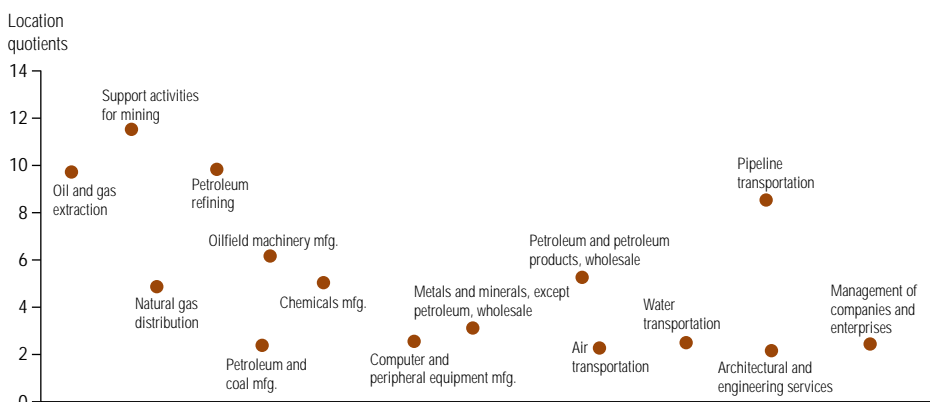 Location
quotients
14
12
10
8
6
4
2
0
Support activities
for mining
Oil and gas
extraction
Petroleum
refining
Pipeline
transportation
Oilfield machinery mfg.
Petroleum and petroleum
products, wholesale
Natural gas
distribution
Chemicals mfg.
Metals and minerals, except
petroleum, wholesale
Water
transportation
Management of
companies and
enterprises
Petroleum and
coal mfg.
Computer and
peripheral equipment mfg.
Air
transportation
Architectural and
engineering services